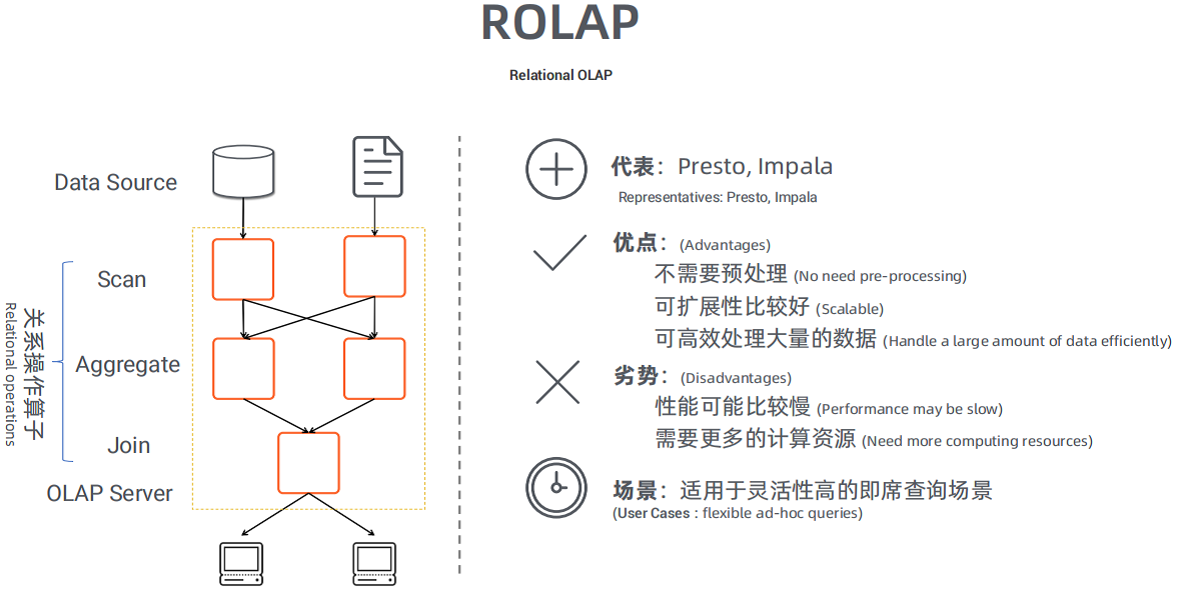 ROLAP
Relational OLAP
Data Source
Scan
关系操作算子
Relational operations
Aggregate
Join
OLAP Server
代表：Presto, Impala
Representatives: Presto, Impala
优点：(Advantages)
不需要预处理 (No need pre-processing)
可扩展性比较好 (Scalable)
可高效处理大量的数据 (Handle a large amount of data efficiently)
劣势：(Disadvantages)
性能可能比较慢 (Performance may be slow)
需要更多的计算资源 (Need more computing resources)
场景：适用于灵活性高的即席查询场景
(User Cases : flexible ad-hoc queries)